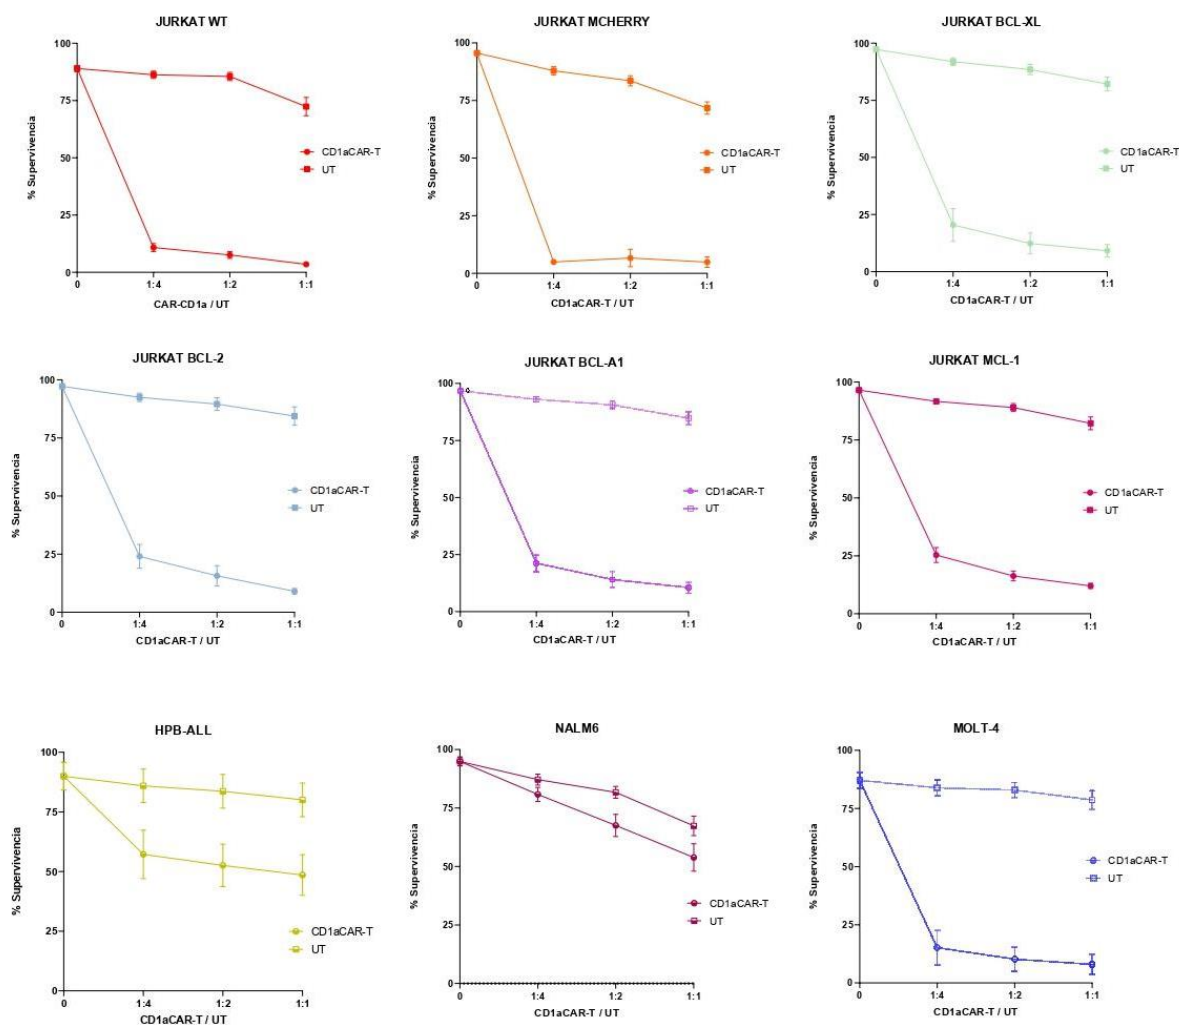 JURKAT WT
100
75
50
25
0
% Supervivencia
0 1:4 1:2 1:1
CAR-CD1a / UT
CD1aCAR-T
UT
JURKAT MCHERRY
100
75
50
25
0
% Supervivencia
0 1:4 1:2 1:1
CD1aCAR-T / UT
CD1aCAR-T
UT
JURKAT BCL-XL
100
75
50
25
0
% Supervivencia
0 1:4 1:2 1:1
CD1aCAR-T / UT
CD1aCAR-T
UT
JURKAT BCL-2
100
75
50
25
0
% Supervivencia
0 1:4 1:2 1:1
CD1aCAR-T / UT
CD1aCAR-T
UT
JURKAT BCL-A1
100
75
50
25
0
% Supervivencia
0 1:4 1:2 1:1
CD1aCAR-T / UT
CD1aCAR-T
UT
JURKAT MCL-1
100
75
50
25
0
% Supervivencia
0 1:4 1:2 1:1
CD1aCAR-T / UT
CD1aCAR-T
UT
HPB-ALL
100
75
50
25
0
% Supervivencia
0 1:4 1:2 1:1
CD1aCAR-T / UT
CD1aCAR-T
UT
NALM6
100
75
50
25
0
% Supervivencia
0 1:4 1:2 1:1
CD1aCAR-T / UT
CD1aCAR-T
UT
MOLT-4
100
75
50
25
0
% Supervivencia
0 1:4 1:2 1:1
CD1aCAR-T / UT
CD1aCAR-T
UT